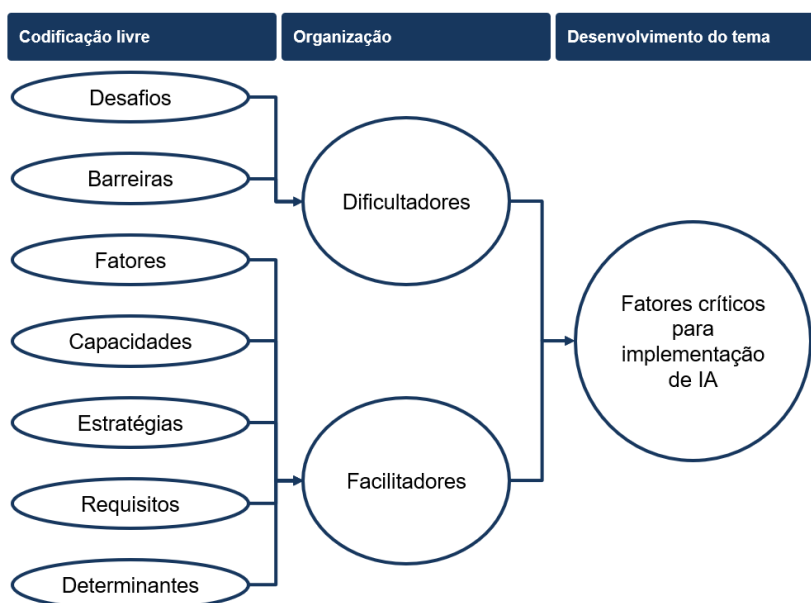 Codificação livre
Organização
Desenvolvimento do tema
Desafios
Barreiras
Fatores
Capacidades
Estratégias
Requisitos
Determinantes
Dificultadores
Facilitadores
Fatores críticos
para
implementação
de IA